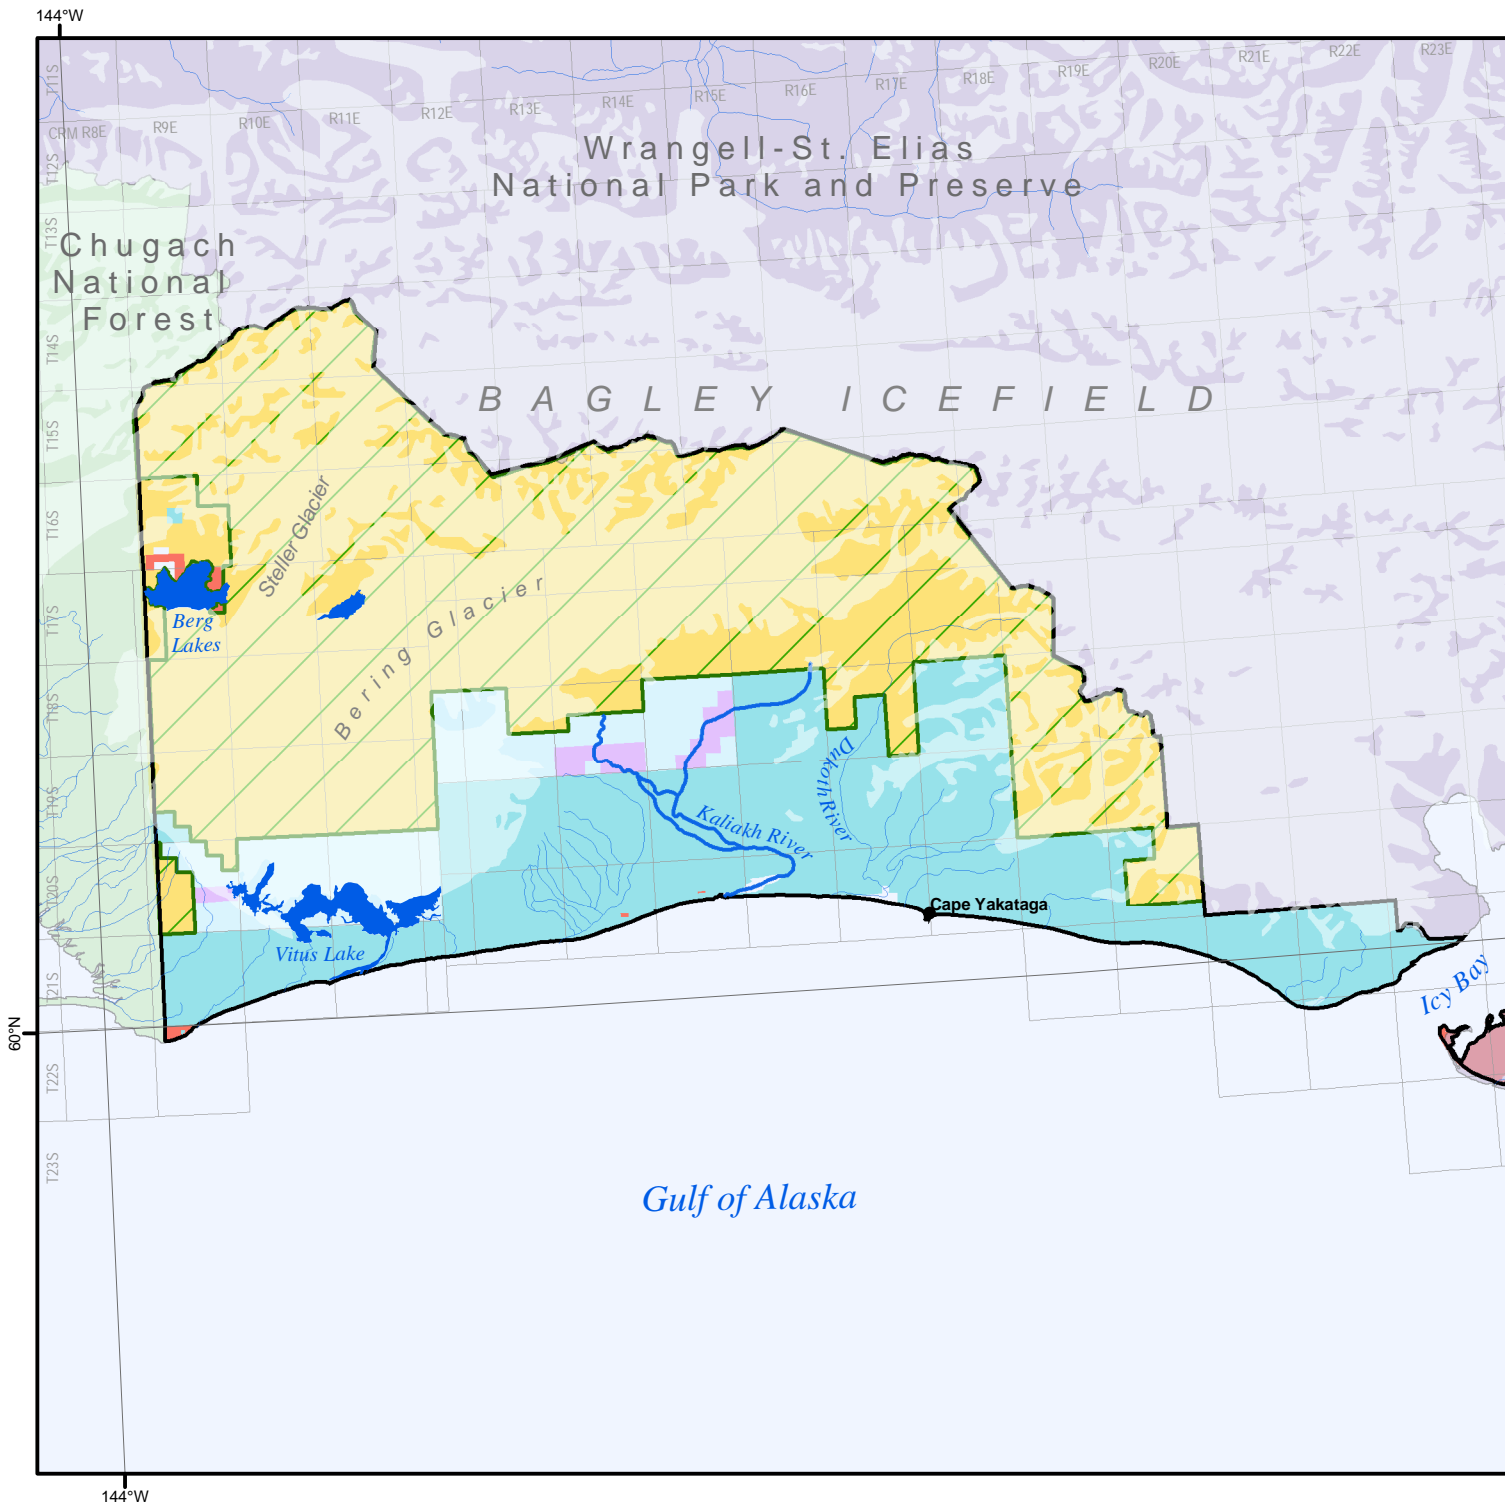 144°W
R23E
R22E
R21E
R20E
R19E
R18E
R17E
R16E
R15E
R14E
R13E
R12E
R11E
R10E
R9E
CRM R8E
T11S
T12S
T13S
T14S
T15S
T16S
T17S
T18S
T19S
T20S
T21S
T22S
T23S
Wrangell-St. Elias
National Park and Preserve
Chugach
National
Forest
BAGLEY ICEFIELD
Steller Glacier
Bering Glacier
Berg
Lakes
Dukoth River
Kaliakh River
Cape Yakataga
Vitus Lake
Icy Bay
60°N
Gulf of Alaska
144°W